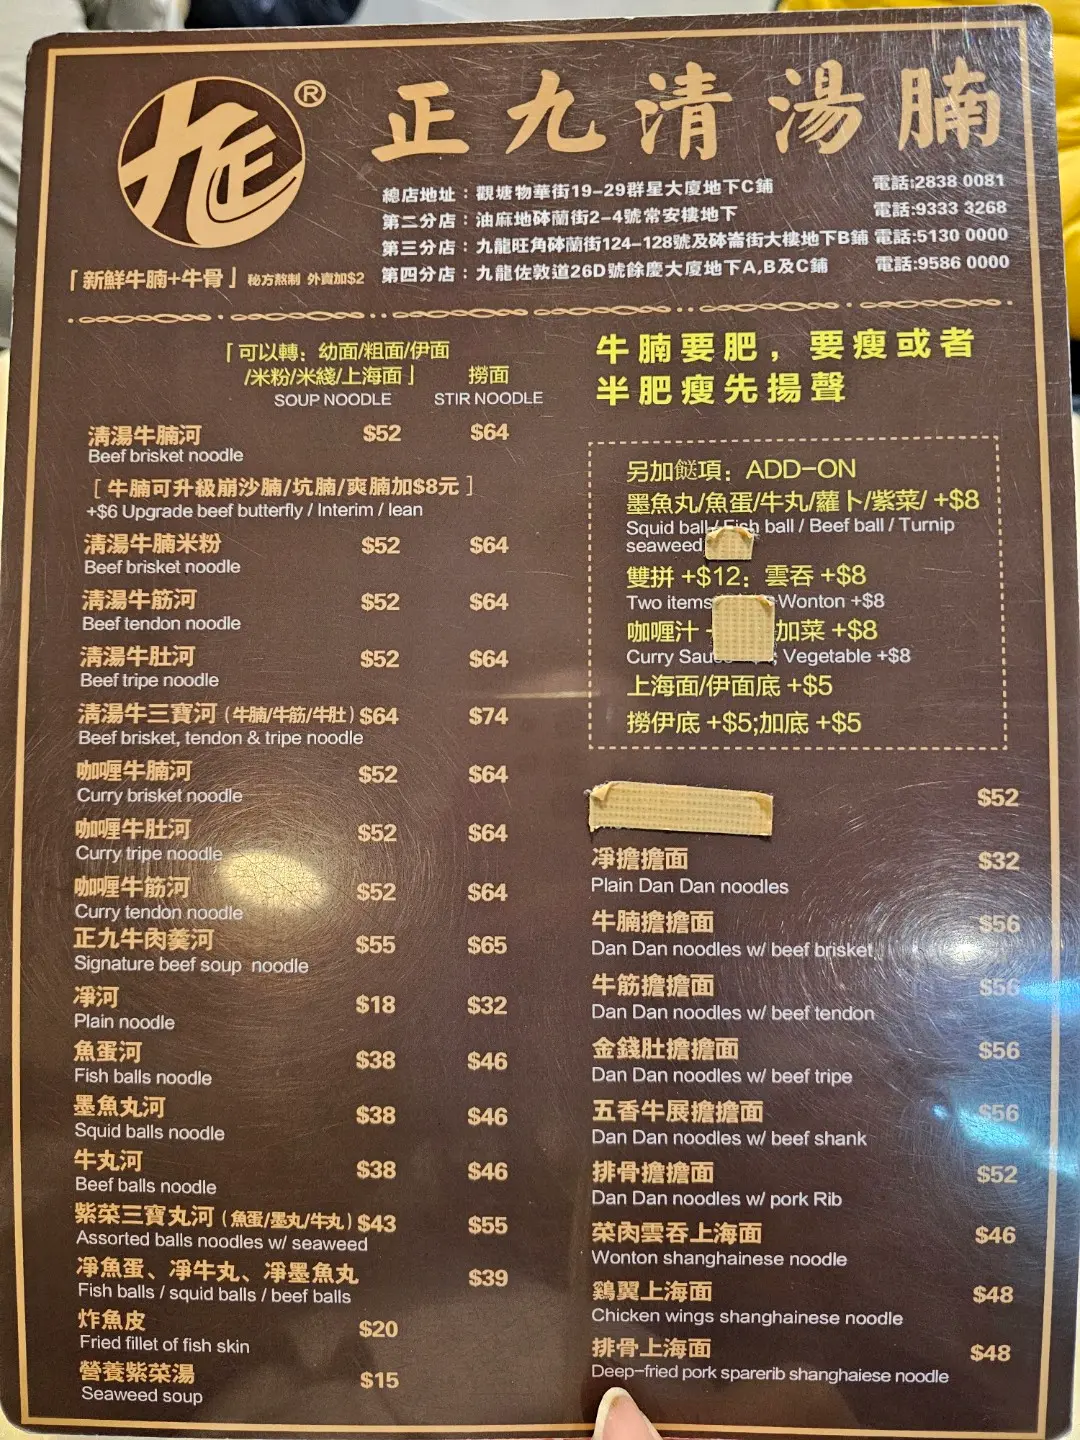 九正®
正九清湯腩
總店地址：觀塘物華街19-29群星大廈地下C鋪 電話:2838 0081
第二分店：油麻地砵蘭街2-4號常安樓地下 電話:9333 3268
第三分店：九龍旺角砵蘭街124-128號及砵崙街大樓地下B鋪 電話:5130 0000
第四分店：九龍佐敦道26D號餘慶大廈地下A,B及C鋪 電話:9586 0000
「新鮮牛腩+牛骨」秘方熬制 外賣加$2
「可以轉：幼面/粗面/伊面
/米粉/米綫/上海面」 撈面
SOUP NOODLE STIR NOODLE
清湯牛腩河 $52 $64
Beef brisket noodle
[ 牛腩可升級崩沙腩/坑腩/爽腩加$8元 ]
+$6 Upgrade beef butterfly / Interim / lean
清湯牛腩米粉 $52 $64
Beef brisket noodle
清湯牛筋河 $52 $64
Beef tendon noodle
清湯牛肚河 $52 $64
Beef tripe noodle
清湯牛三寶河(牛腩/牛筋/牛肚) $64 $74
Beef brisket, tendon & tripe noodle
咖喱牛腩河 $52 $64
Curry brisket noodle
咖喱牛肚河 $52 $64
Curry tripe noodle
咖喱牛筋河 $52 $64
Curry tendon noodle
正九牛肉羹河 $55 $65
Signature beef soup noodle
凈河 $18 $32
Plain noodle
魚蛋河 $38 $46
Fish balls noodle
墨魚丸河 $38 $46
Squid balls noodle
牛丸河 $38 $46
Beef balls noodle
紫菜三寶丸河(魚蛋/墨丸/牛丸) $43 $55
Assorted balls noodles w/ seaweed
凈魚蛋、凈牛丸、凈墨魚丸 $39
Fish balls / squid balls / beef balls
炸魚皮 $20
Fried fillet of fish skin
營養紫菜湯 $15
Seaweed soup
牛腩要肥，要瘦或者
半肥瘦先揚聲
另加餸項：ADD-ON
墨魚丸/魚蛋/牛丸/蘿卜/紫菜/ +$8
Squid ball / Fish ball / Beef ball / Turnip
seaweed
雙拼 +$12；雲吞 +$8
Two items Wonton +$8
咖喱汁 加菜 +$8
Curry Sauce ; Vegetable +$8
上海面/伊面底 +$5
撈伊底 +$5;加底 +$5
$52
凈擔擔面 $32
Plain Dan Dan noodles
牛腩擔擔面 $56
Dan Dan noodles w/ beef brisket
牛筋擔擔面 $56
Dan Dan noodles w/ beef tendon
金錢肚擔擔面 $56
Dan Dan noodles w/ beef tripe
五香牛展擔擔面 $56
Dan Dan noodles w/ beef shank
排骨擔擔面 $52
Dan Dan noodles w/ pork Rib
菜肉雲吞上海面 $46
Wonton shanghainese noodle
鷄翼上海面 $48
Chicken wings shanghainese noodle
排骨上海面 $48
Deep-fried pork sparerib shanghaiese noodle